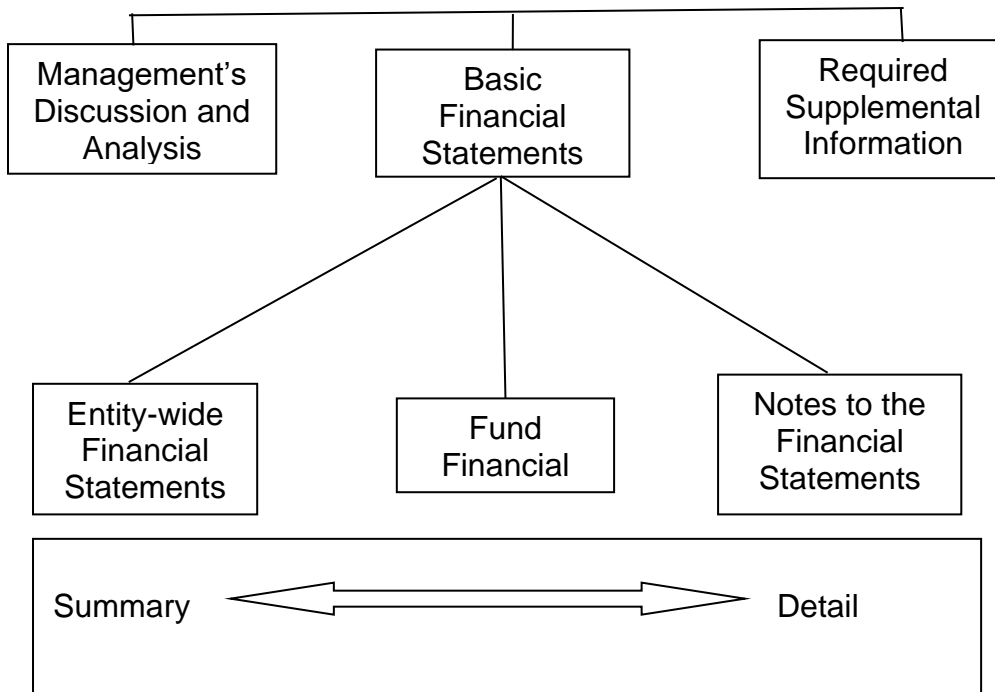 Management’s
Discussion and
Analysis
Basic
Financial
Statements
Required
Supplemental
Information
Entity-wide
Financial
Statements
Fund
Financial
Notes to the
Financial
Statements
Summary
Detail